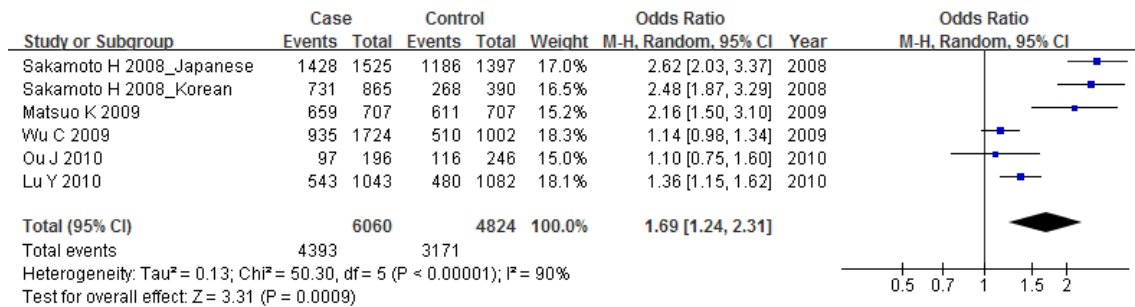 Case Control Odds Ratio Odds Ratio
Study or Subgroup Events Total Events Total Weight M-H, Random, 95% CI Year M-H, Random, 95% CI
Sakamoto H 2008_Japanese 1428 1525 1186 1397 17.0% 2.62 [2.03, 3.37] 2008
Sakamoto H 2008_Korean 731 865 268 390 16.5% 2.48 [1.87, 3.29] 2008
Matsuo K 2009 659 707 611 707 15.2% 2.16 [1.50, 3.10] 2009
Wu C 2009 935 1724 510 1002 18.3% 1.14 [0.98, 1.34] 2009
Ou J 2010 97 196 116 246 15.0% 1.10 [0.75, 1.60] 2010
Lu Y 2010 543 1043 480 1082 18.1% 1.36 [1.15, 1.62] 2010
Total (95% CI) 6060 4824 100.0% 1.69 [1.24, 2.31]
Total events 4393 3171
Heterogeneity: Tau² = 0.13; Chi² = 50.30, df = 5 (P < 0.00001); I² = 90%
Test for overall effect: Z = 3.31 (P = 0.0009)
0.5 0.7 1 1.5 2